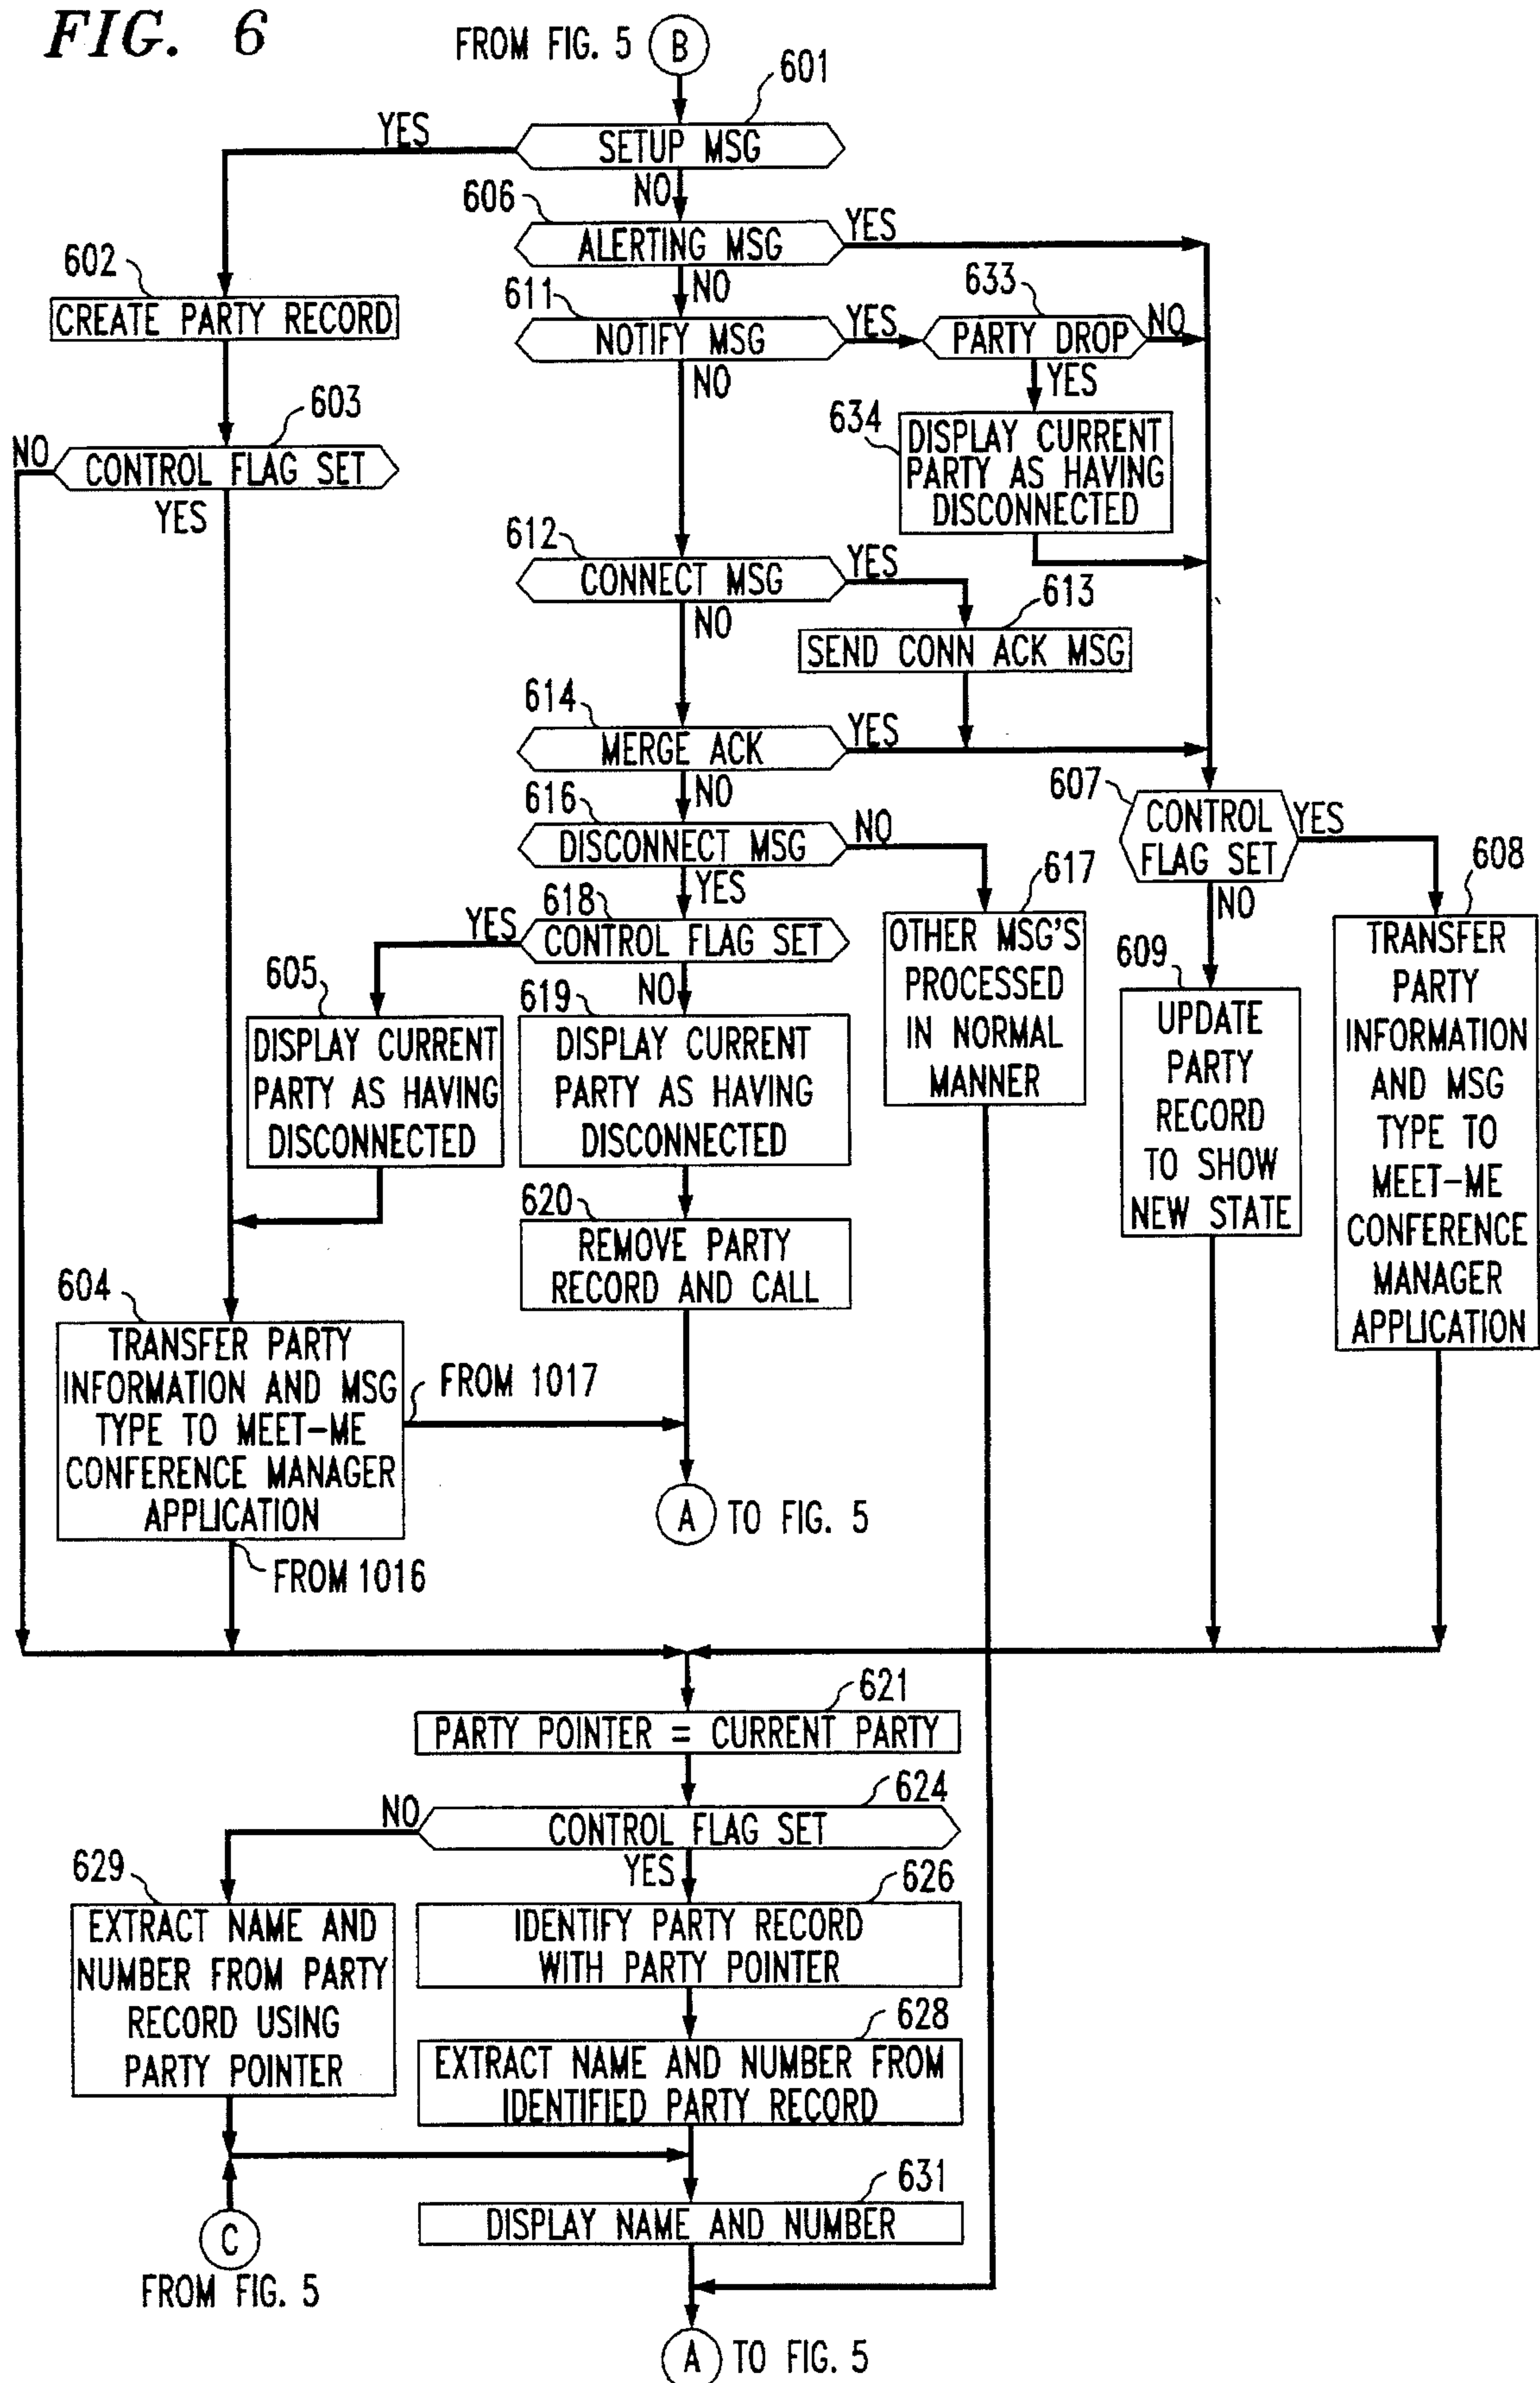 FIG. 6
FROM FIG. 5 B
601
YES
SETUP MSG
NO
606
ALERTING MSG
YES
602
CREATE PARTY RECORD
NO
611
NOTIFY MSG
YES
633
PARTY DROP
NO
NO
YES
603
NO
CONTROL FLAG SET
YES
634
DISPLAY CURRENT
PARTY AS HAVING
DISCONNECTED
612
CONNECT MSG
YES
NO
613
SEND CONN ACK MSG
614
MERGE ACK
YES
NO
616
DISCONNECT MSG
NO
YES
607
CONTROL
FLAG SET
YES
NO
618
YES
CONTROL FLAG SET
NO
617
OTHER MSG'S
PROCESSED
IN NORMAL
MANNER
608
TRANSFER
PARTY
INFORMATION
AND MSG
TYPE TO
MEET-ME
CONFERENCE
MANAGER
APPLICATION
609
UPDATE
PARTY
RECORD
TO SHOW
NEW STATE
605
DISPLAY CURRENT
PARTY AS HAVING
DISCONNECTED
619
DISPLAY CURRENT
PARTY AS HAVING
DISCONNECTED
620
REMOVE PARTY
RECORD AND CALL
604
TRANSFER PARTY
INFORMATION AND MSG
TYPE TO MEET-ME
CONFERENCE MANAGER
APPLICATION
FROM 1017
A TO FIG. 5
FROM 1016
621
PARTY POINTER = CURRENT PARTY
624
NO
CONTROL FLAG SET
YES
629
EXTRACT NAME AND
NUMBER FROM PARTY
RECORD USING
PARTY POINTER
626
IDENTIFY PARTY RECORD
WITH PARTY POINTER
628
EXTRACT NAME AND NUMBER FROM
IDENTIFIED PARTY RECORD
631
DISPLAY NAME AND NUMBER
C
FROM FIG. 5
A TO FIG. 5